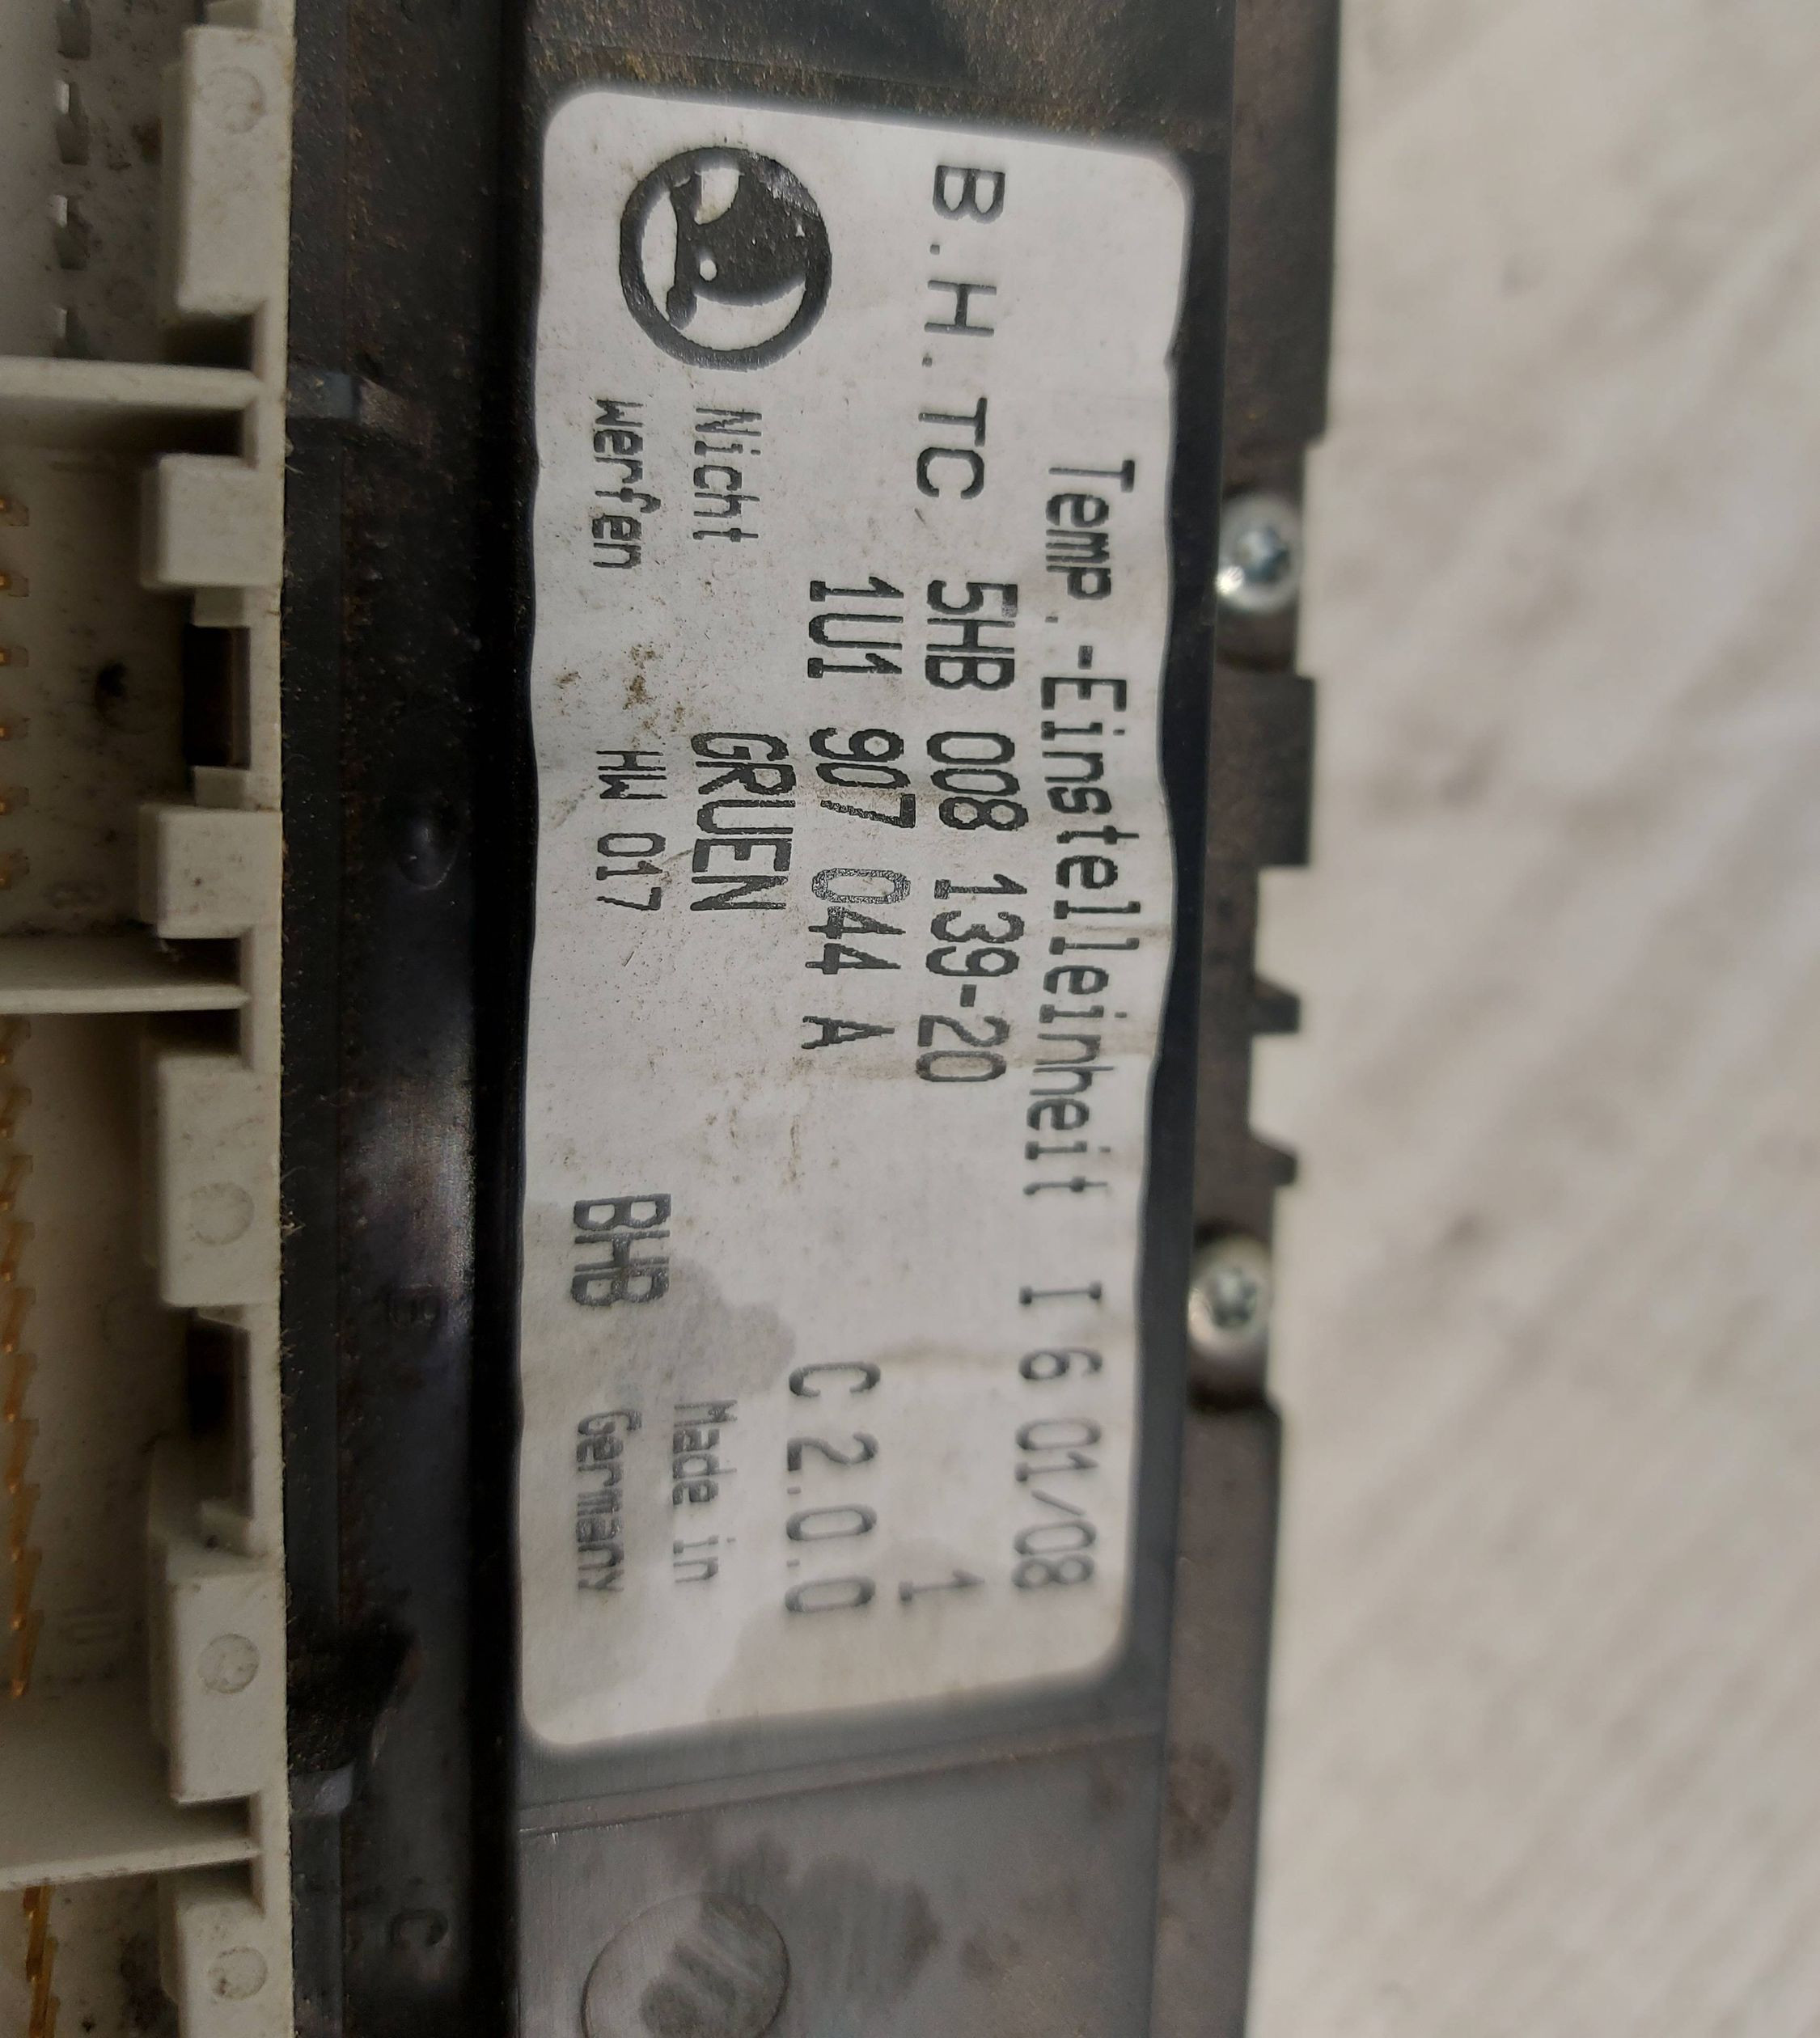 Temp.-Einstelleinheit I 6 01/08
B.H.TC 5HB 008 139-20 1
1U1 907 044 A C 2.0.0
Nicht GRUEN Made in
werfen HW 017 BHB Germany
C